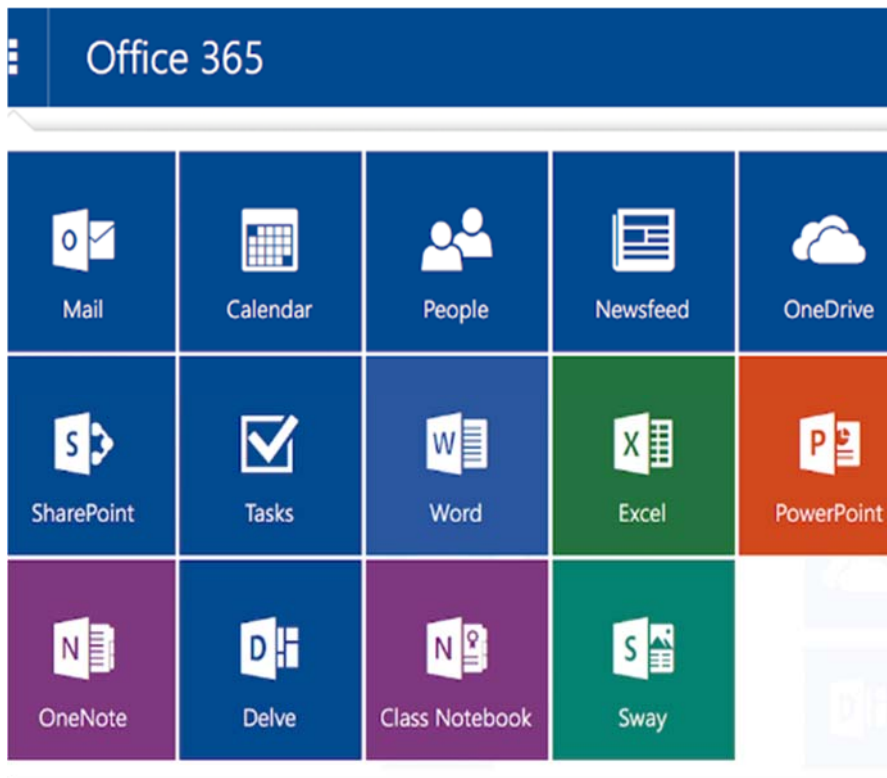 Office 365
Mail Calendar People Newsfeed OneDrive
SharePoint Tasks Word Excel PowerPoint
OneNote Delve Class Notebook Sway